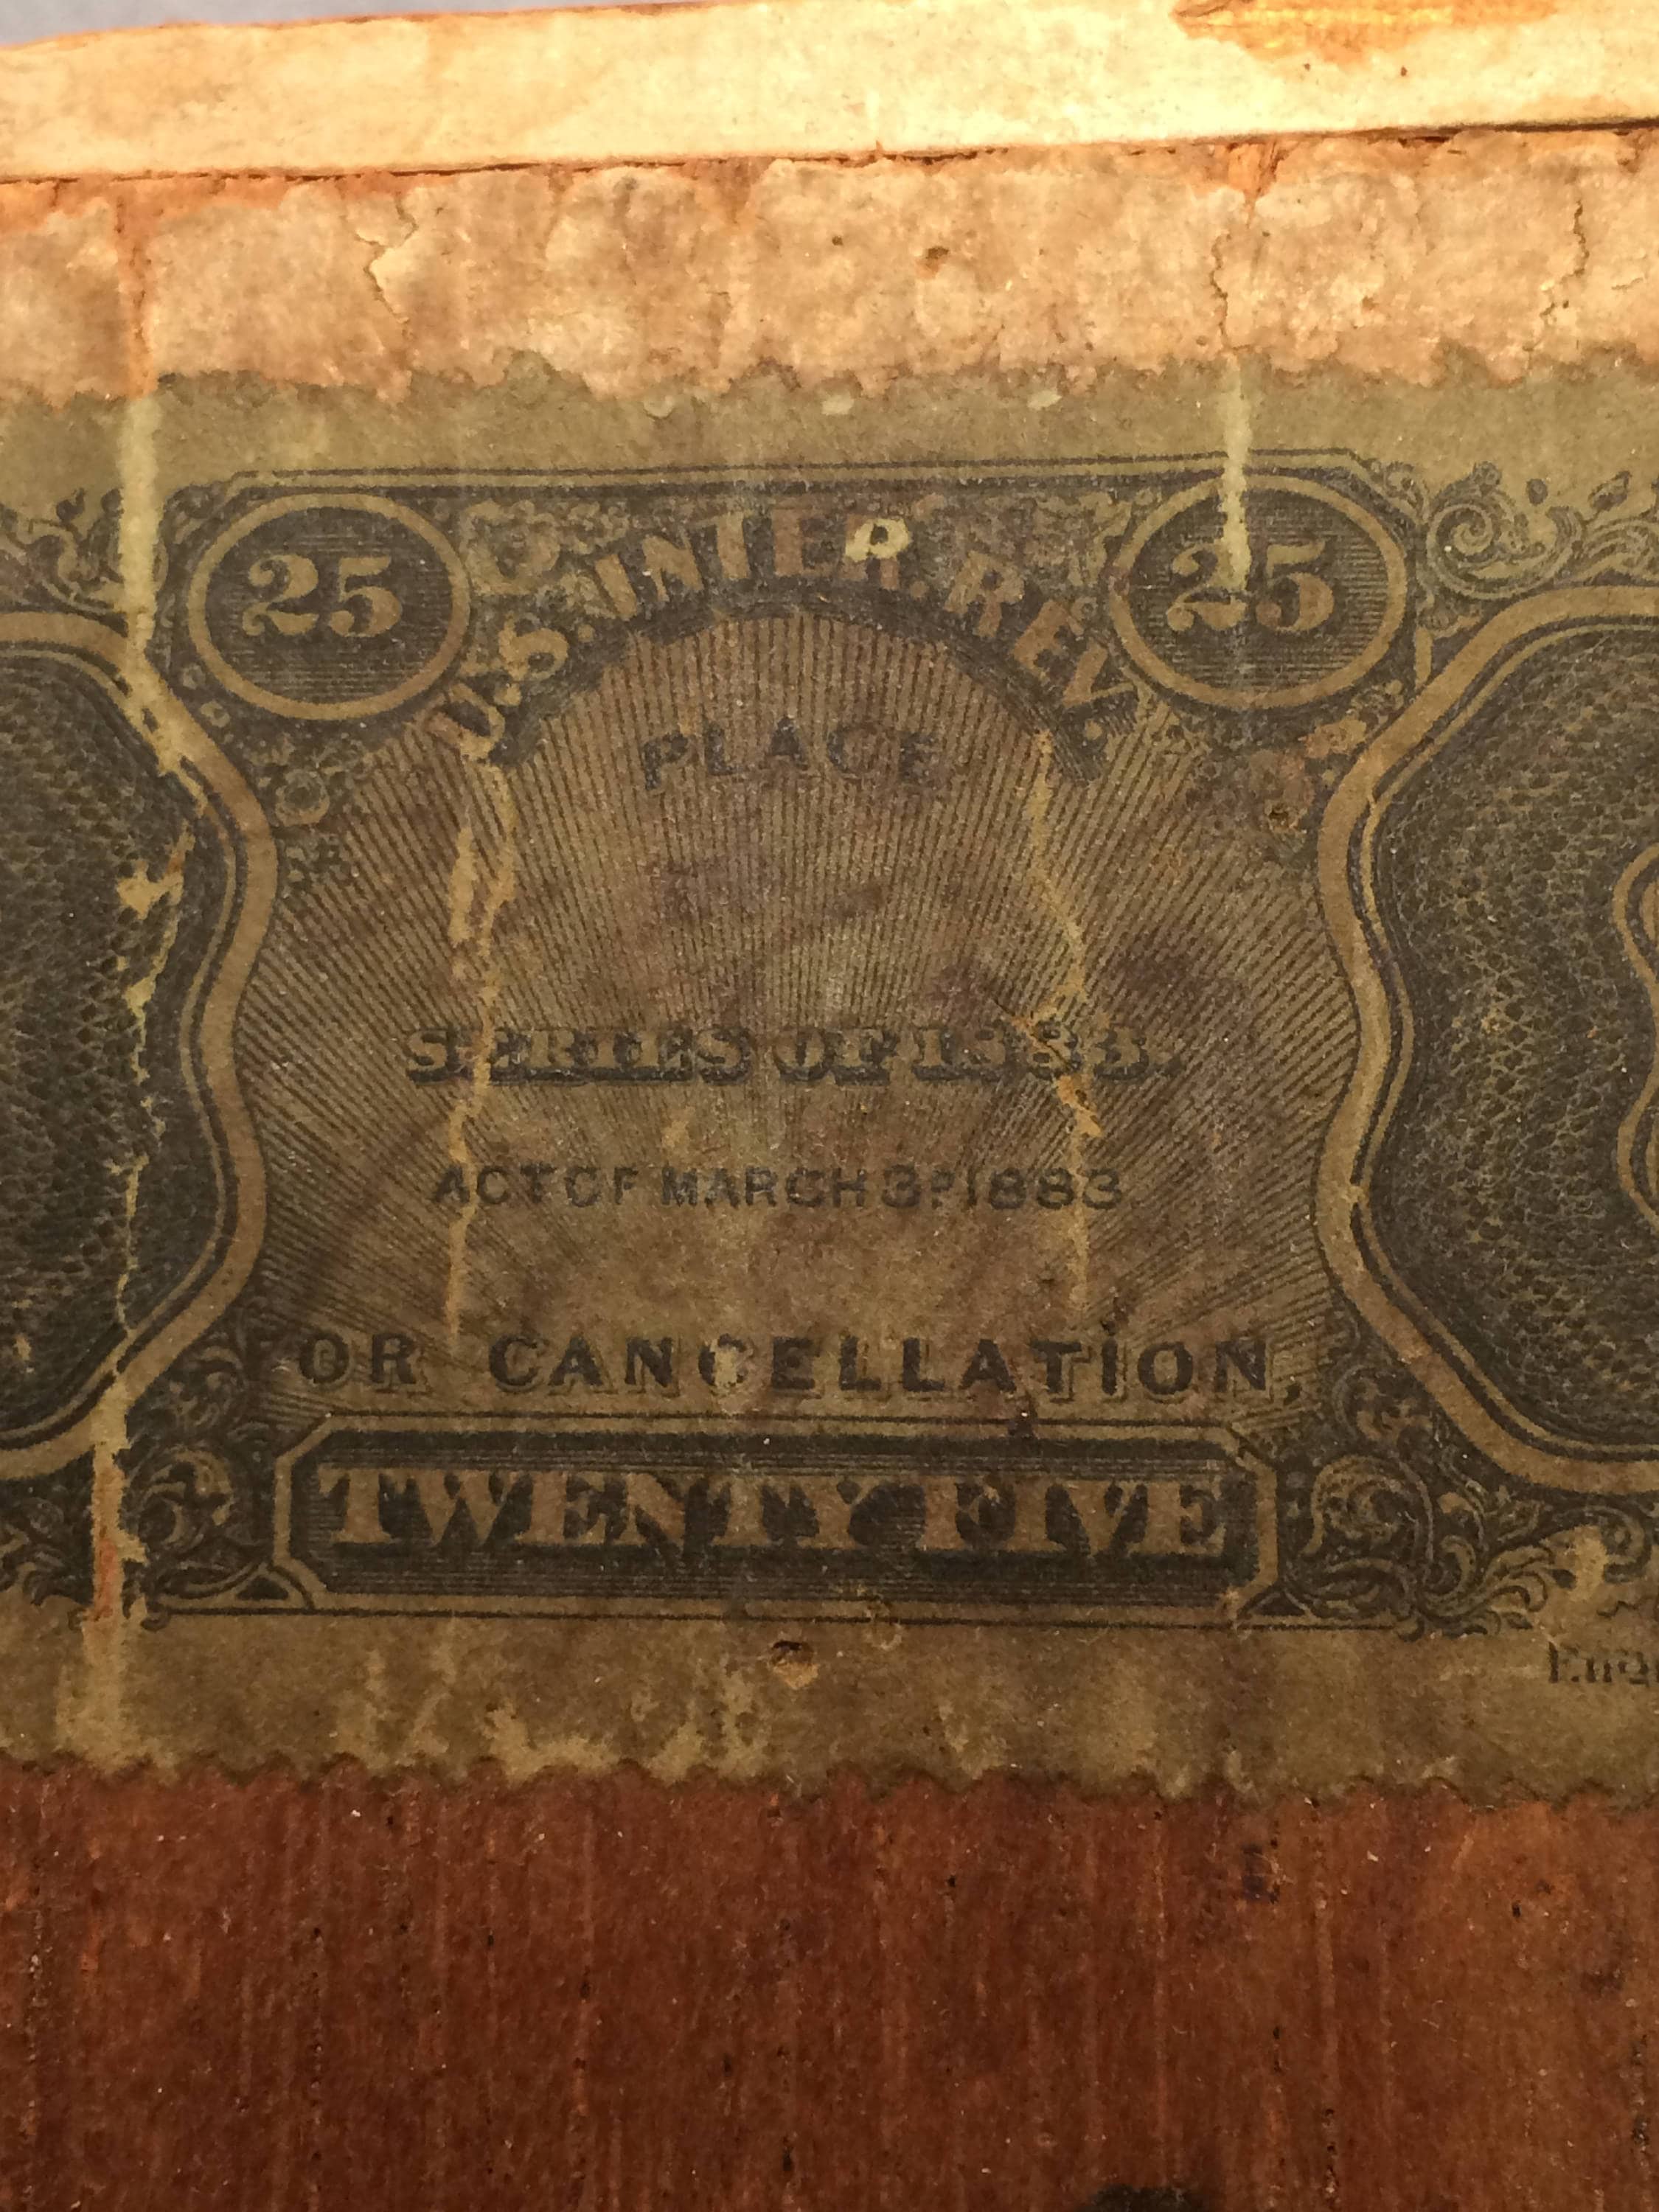 25 U.S. INTER. REV. 25
PLACE
SERIES OF 1883.
ACT OF MARCH 3D 1883
OR CANCELLATION,
TWENTY FIVE